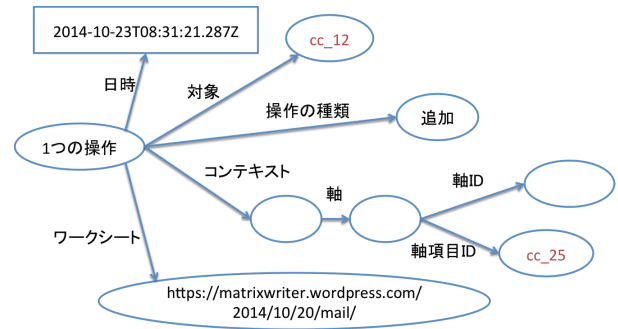 2014-10-23T08:31:21.287Z
cc_12
日時
対象
操作の種類
追加
1つの操作
コンテキスト
軸
軸ID
ワークシート
軸項目ID
cc_25
https://matrixwriter.wordpress.com/
2014/10/20/mail/